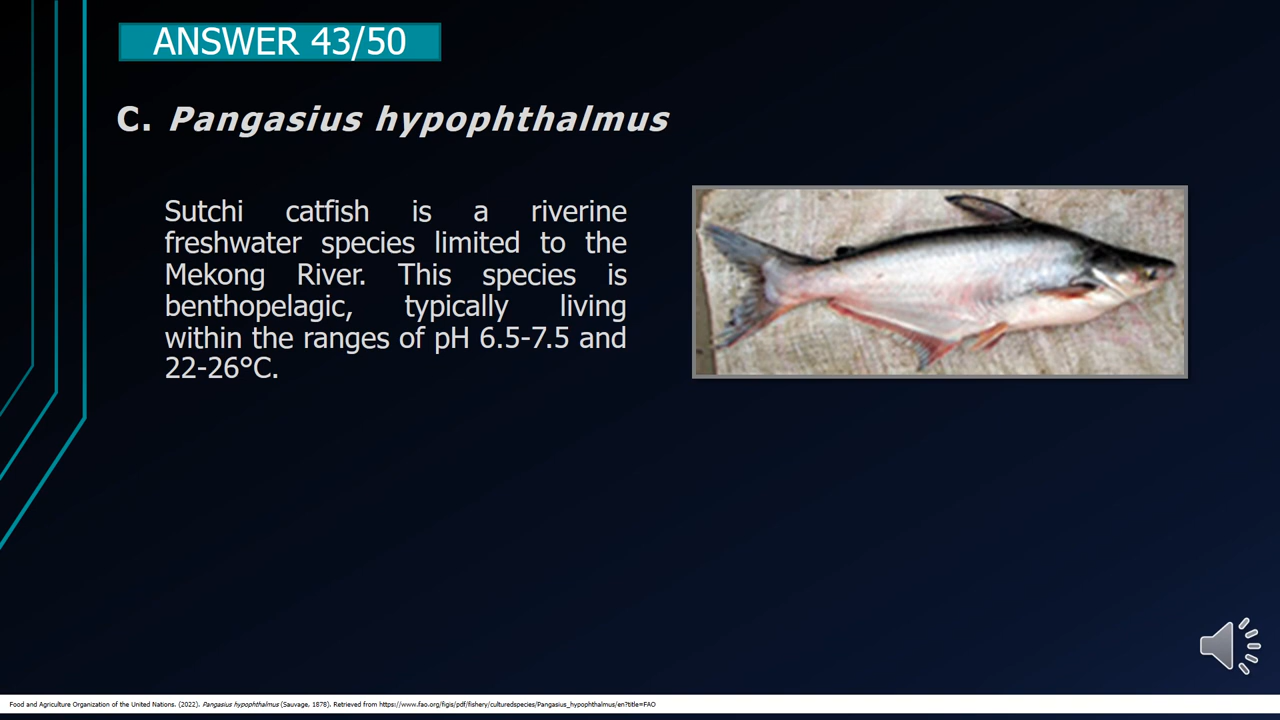 ANSWER 43/50
C. Pangasius hypophthalmus
Sutchi catfish is a riverine
freshwater species limited to the
Mekong River. This species is
benthopelagic, typically living
within the ranges of pH 6.5-7.5 and
22-26°C.
Food and Agriculture Organization of the United Nations. (2022). Pangasius hypophthalmus (Sauvage, 1878). Retrieved from https://www.fao.org/figis/pdf/fishery/culturedspecies/Pangasius_hypophthalmus/en?title=FAO